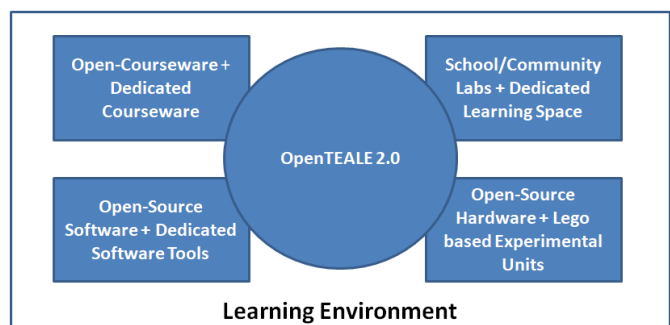 Open-Courseware +
Dedicated
Courseware
School/Community
Labs + Dedicated
Learning Space
OpenTEALE 2.0
Open-Source
Software + Dedicated
Software Tools
Open-Source
Hardware + Lego
based Experimental
Units
Learning Environment